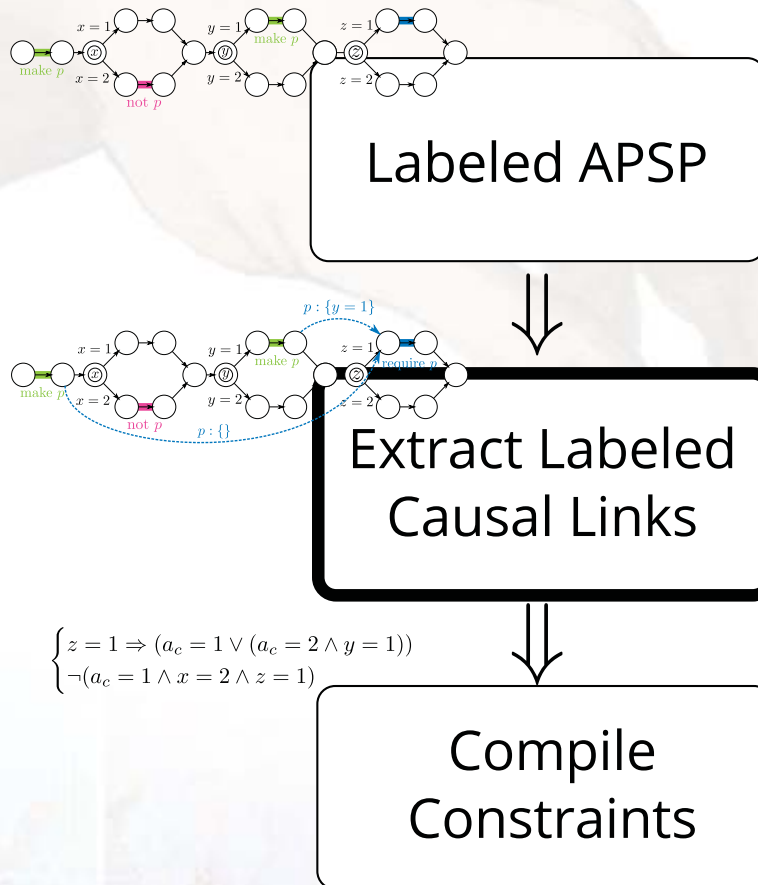 x = 1
y = 1
make p
z = 1
x
y
z
make p
x = 2
y = 2
z = 2
not p
Labeled APSP
p : {y = 1}
x = 1
y = 1
make p
z = 1
require p
x
y
z
make p
x = 2
y = 2
z = 2
not p
p : {}
Extract Labeled
Causal Links
z = 1 ⇒ (a_c = 1 ∨ (a_c = 2 ∧ y = 1))
¬(a_c = 1 ∧ x = 2 ∧ z = 1)
Compile
Constraints